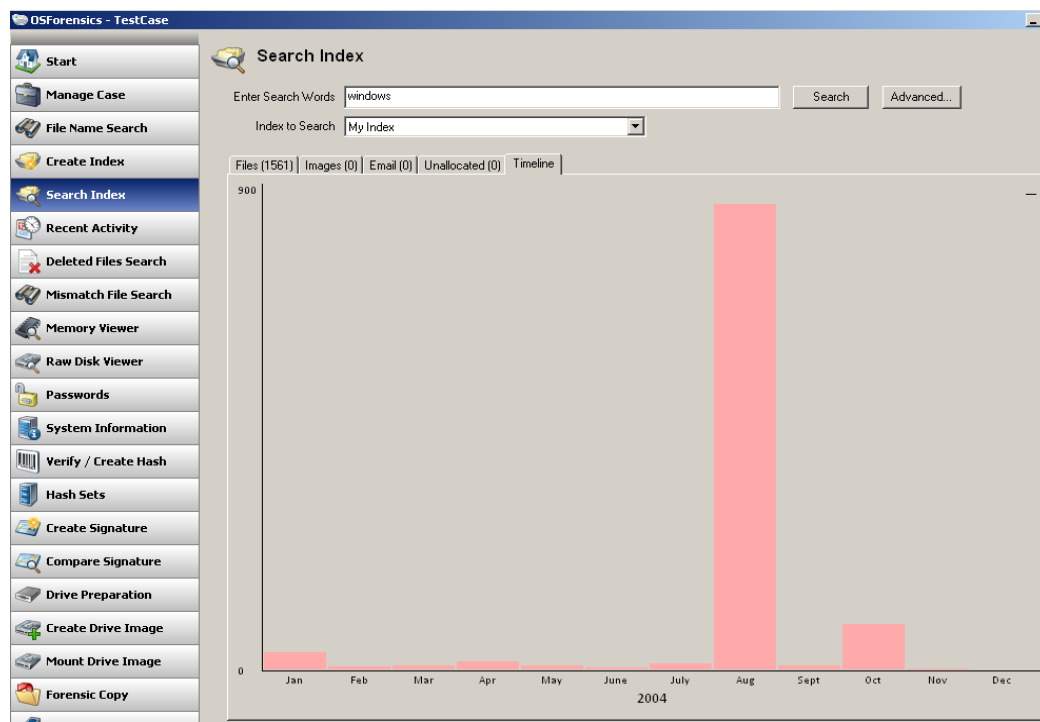 OSForensics - TestCase
Start
Manage Case
File Name Search
Create Index
Search Index
Recent Activity
Deleted Files Search
Mismatch File Search
Memory Viewer
Raw Disk Viewer
Passwords
System Information
Verify / Create Hash
Hash Sets
Create Signature
Compare Signature
Drive Preparation
Create Drive Image
Mount Drive Image
Forensic Copy
Search Index
Enter Search Words windows Search Advanced...
Index to Search My Index
Files (1561) Images (0) Email (0) Unallocated (0) Timeline
900
0
Jan Feb Mar Apr May June July Aug Sept Oct Nov Dec
2004